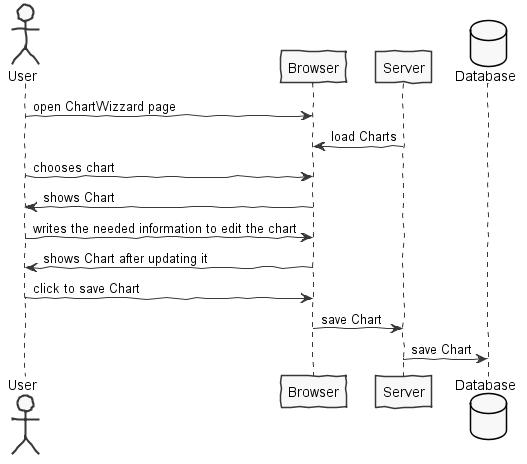 User
Browser
Server
Database
open ChartWizzard page
load Charts
chooses chart
shows Chart
writes the needed information to edit the chart
shows Chart after updating it
click to save Chart
save Chart
save Chart
User
Browser
Server
Database